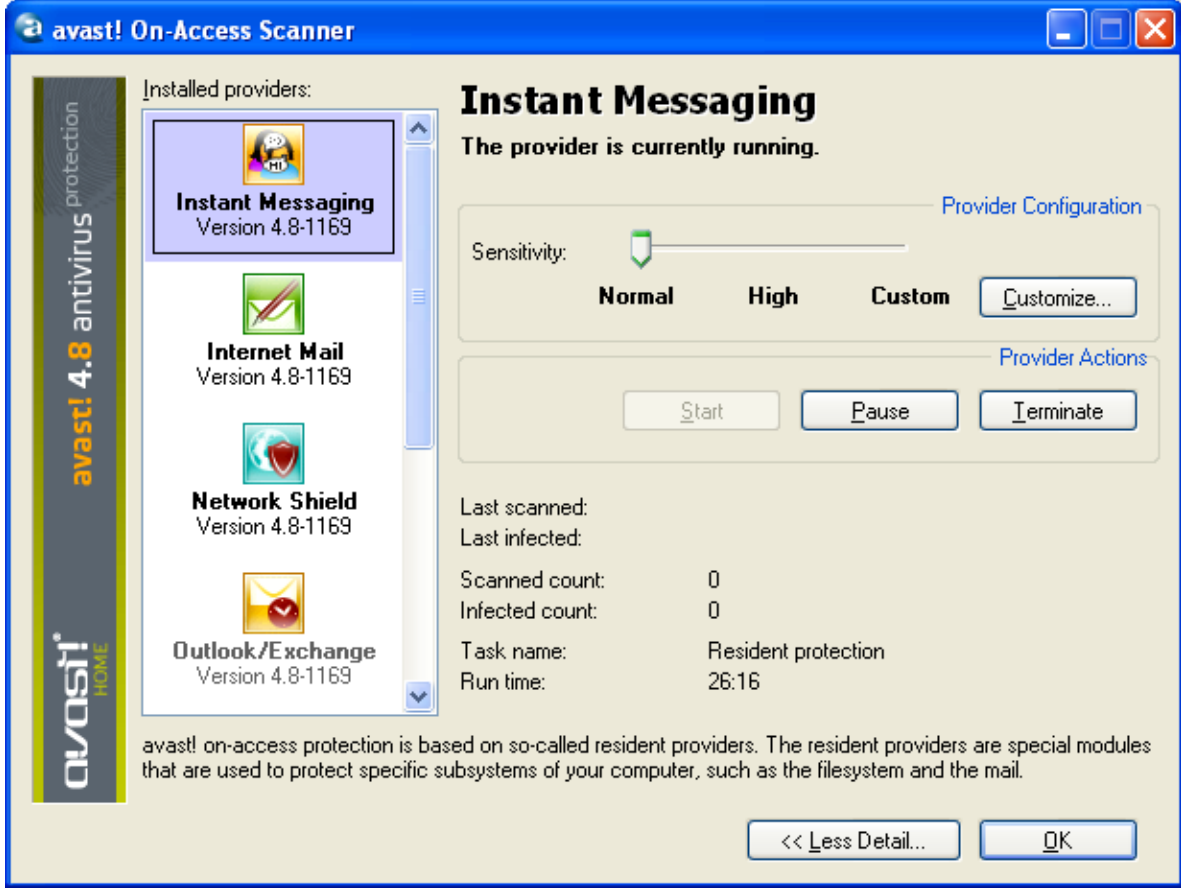 avast! On-Access Scanner
avast! 4.8 antivirus protection
avast!
HOME
Installed providers:
MI
Instant Messaging
Version 4.8-1169
Internet Mail
Version 4.8-1169
Network Shield
Version 4.8-1169
Outlook/Exchange
Version 4.8-1169
Instant Messaging
The provider is currently running.
Provider Configuration
Sensitivity:
Normal High Custom Customize...
Provider Actions
Start Pause Terminate
Last scanned:
Last infected:
Scanned count: 0
Infected count: 0
Task name: Resident protection
Run time: 26:16
avast! on-access protection is based on so-called resident providers. The resident providers are special modules
that are used to protect specific subsystems of your computer, such as the filesystem and the mail.
<< Less Detail... OK